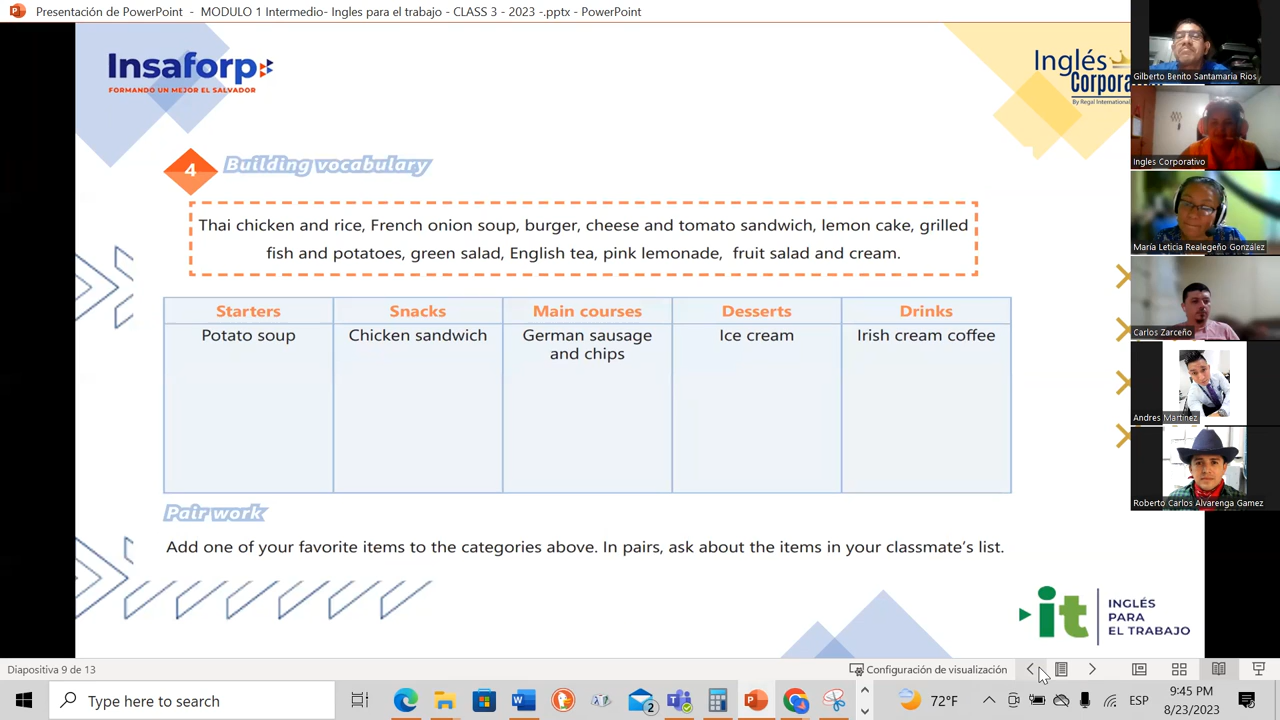 Presentación de PowerPoint - MODULO 1 Intermedio- Ingles para el trabajo - CLASS 3 - 2023 -.pptx - PowerPoint
Insaforp
FORMANDO UN MEJOR EL SALVADOR
Inglés
By Regal International
4
Building vocabulary
Thai chicken and rice, French onion soup, burger, cheese and tomato sandwich, lemon cake, grilled
fish and potatoes, green salad, English tea, pink lemonade, fruit salad and cream.
Starters Snacks Main courses Desserts Drinks
Potato soup Chicken sandwich German sausage Ice cream Irish cream coffee
and chips
Pair work
Add one of your favorite items to the categories above. In pairs, ask about the items in your classmate's list.
it INGLÉS
PARA
EL TRABAJO
Gilberto Benito Santamaria Rios
Ingles Corporativo
María Leticia Realegeño González
Carlos Zarceño
Andres Martinez
Roberto Carlos Alvarenga Gamez
Diapositiva 9 de 13
Configuración de visualización
Type here to search
2
72°F
ESP
9:45 PM
8/23/2023